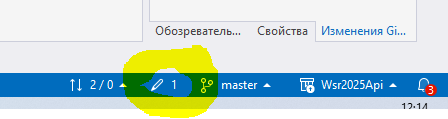 Обозреватель... Свойства Изменения Gi...
2 / 0 1 master Wsr2025Api 3
12:14